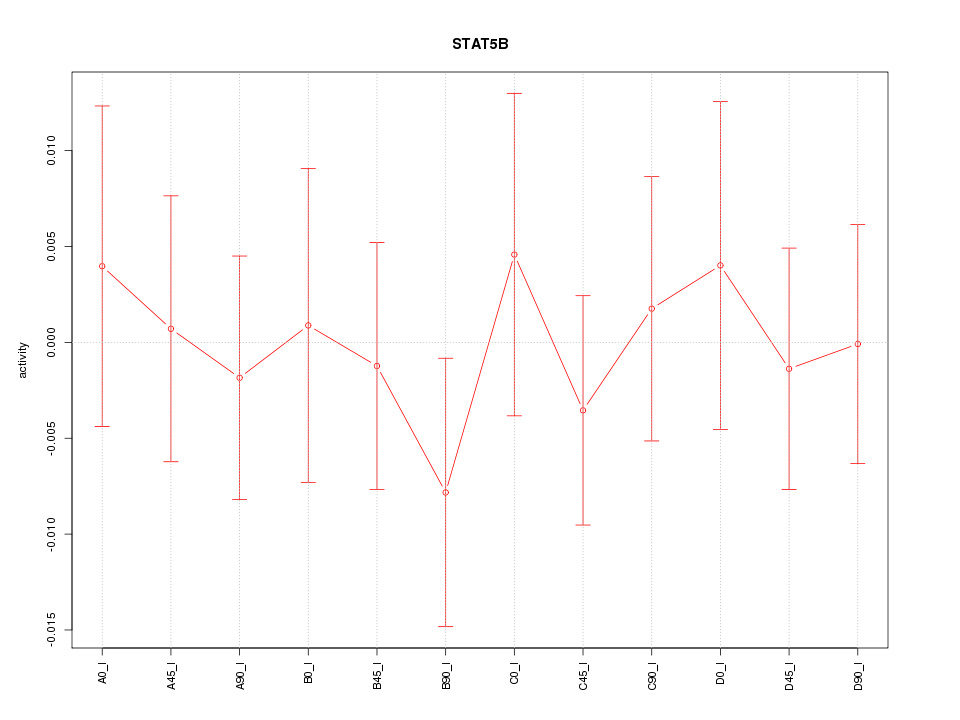 STAT5B
activity
0.010
0.005
0.000
-0.005
-0.010
-0.015
A0_I
A45_I
A90_I
B0_I
B45_I
B90_I
C0_I
C45_I
C90_I
D0_I
D45_I
D90_I